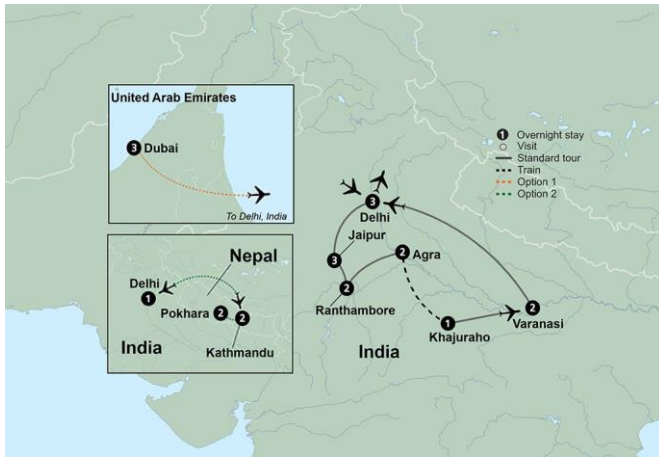 United Arab Emirates
3 Dubai
To Delhi, India
Nepal
Delhi
1
Pokhara 2 2
Kathmandu
India
1 Overnight stay
Visit
Standard tour
Train
Option 1
Option 2
3
Delhi
Jaipur
3
2 Agra
2
Ranthambore
1
Khajuraho
2
Varanasi
India